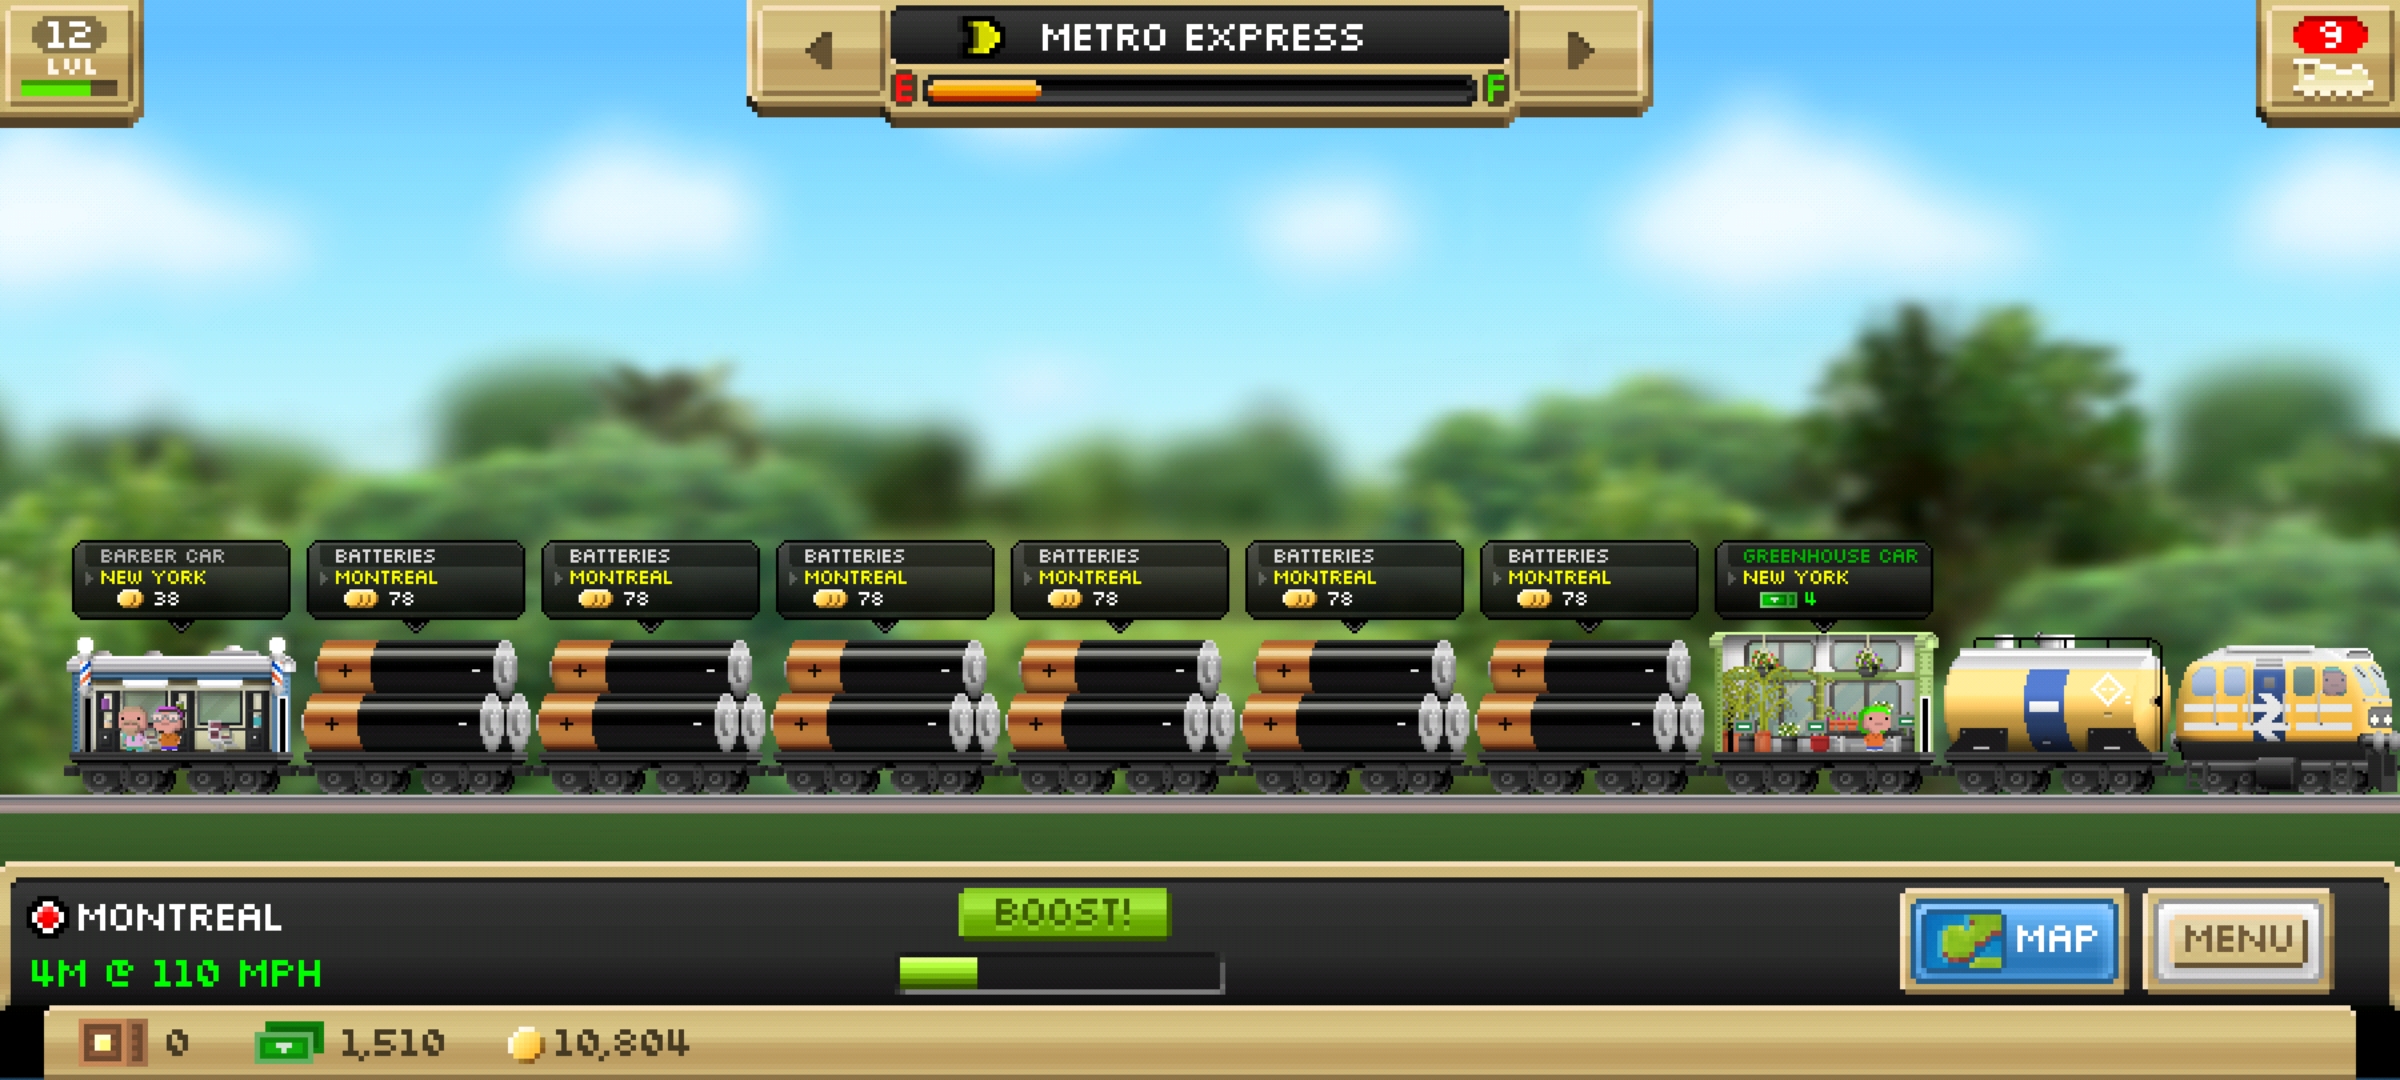 12
LVL
METRO EXPRESS
E
F
9
BARBER CAR
NEW YORK
38
BATTERIES
MONTREAL
78
BATTERIES
MONTREAL
78
BATTERIES
MONTREAL
78
BATTERIES
MONTREAL
78
BATTERIES
MONTREAL
78
BATTERIES
MONTREAL
78
GREENHOUSE CAR
NEW YORK
4
MONTREAL
4M @ 110 MPH
BOOST!
MAP
MENU
0
1,510
10,804